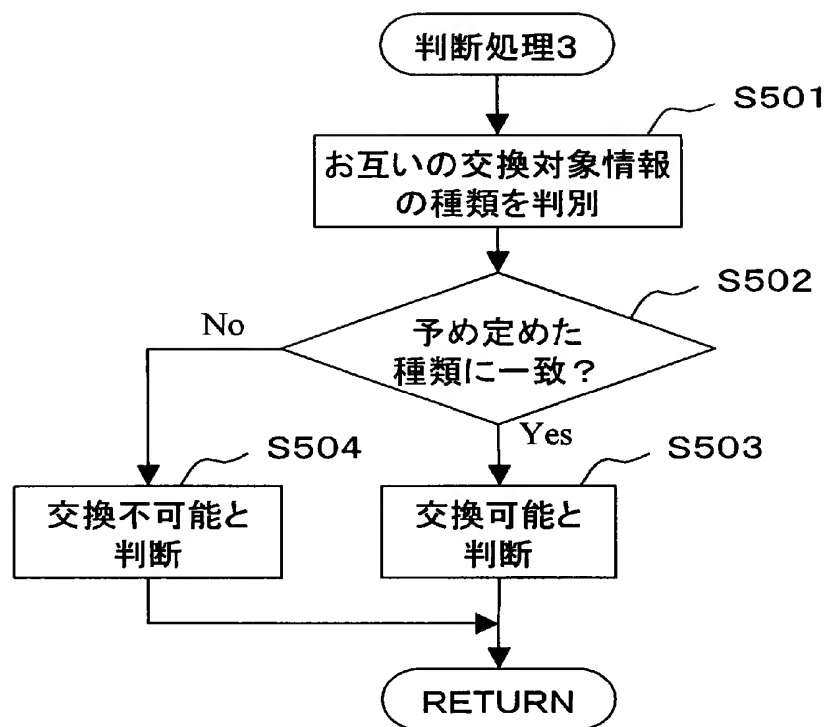 判断処理3
S501
お互いの交換対象情報
の種類を判別
S502
予め定めた
種類に一致?
No
Yes
S504
交換不可能と
判断
S503
交換可能と
判断
RETURN